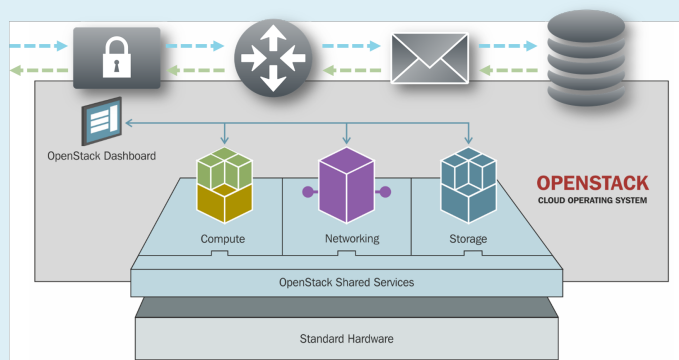 OpenStack Dashboard
OPENSTACK
CLOUD OPERATING SYSTEM
Compute
Networking
Storage
OpenStack Shared Services
Standard Hardware